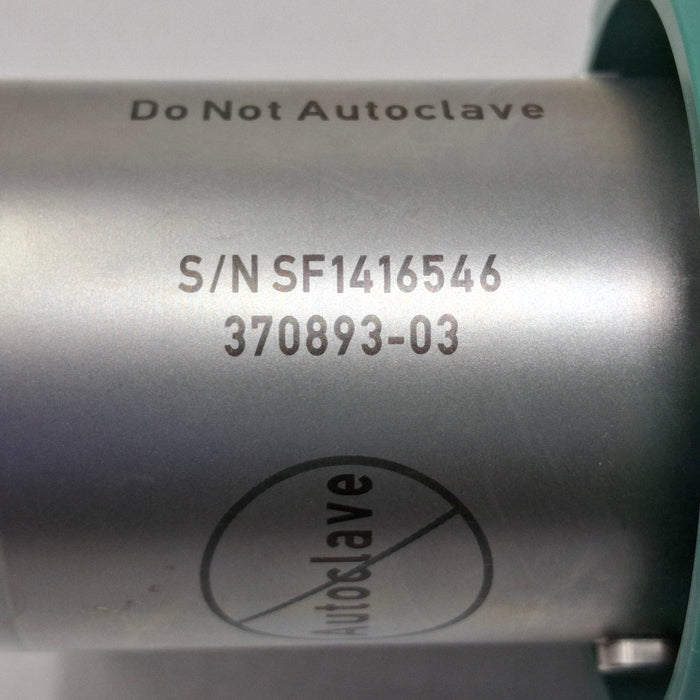 Do Not Autoclave
S/N SF1416546
370893-03
Autoclave